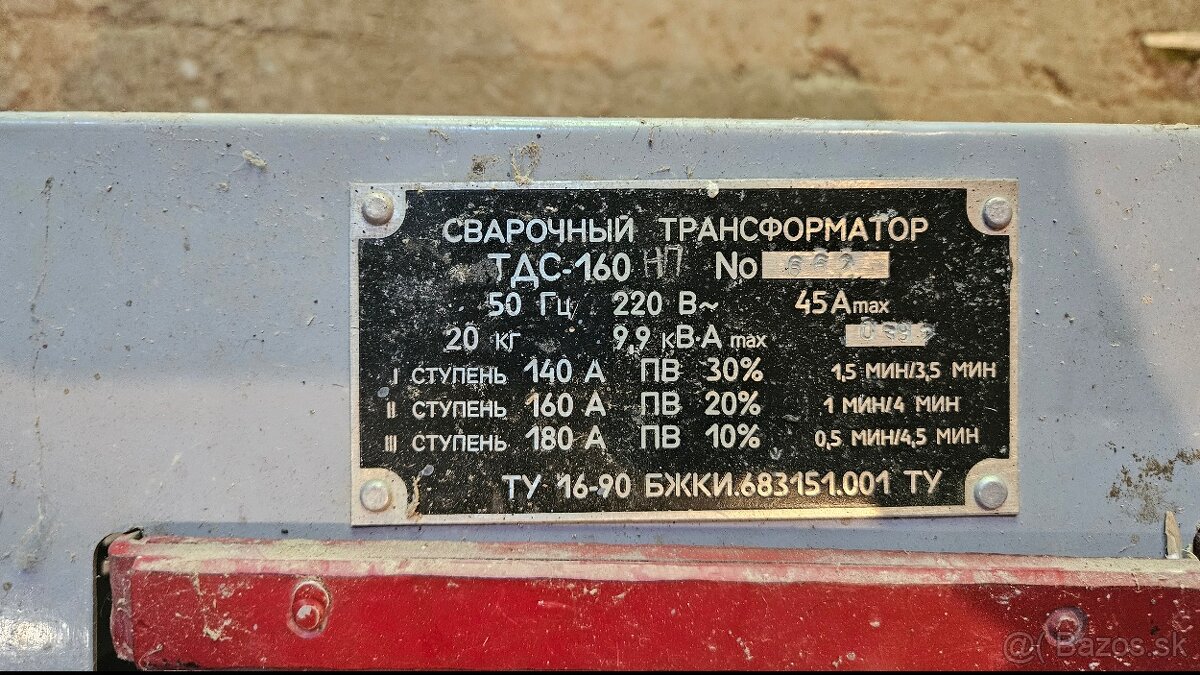 СВАРОЧНЫЙ ТРАНСФОРМАТОР
ТДС-160 НП No 662
50 Гц 220 В~ 45Аmax
20 кг 9,9 кВ·А max
I СТУПЕНЬ 140 А ПВ 30% 1,5 МИН/3,5 МИН
II СТУПЕНЬ 160 А ПВ 20% 1 МИН/4 МИН
III СТУПЕНЬ 180 А ПВ 10% 0,5 МИН/4,5 МИН
ТУ 16-90 БЖКИ.683151.001 ТУ
Bazos.sk